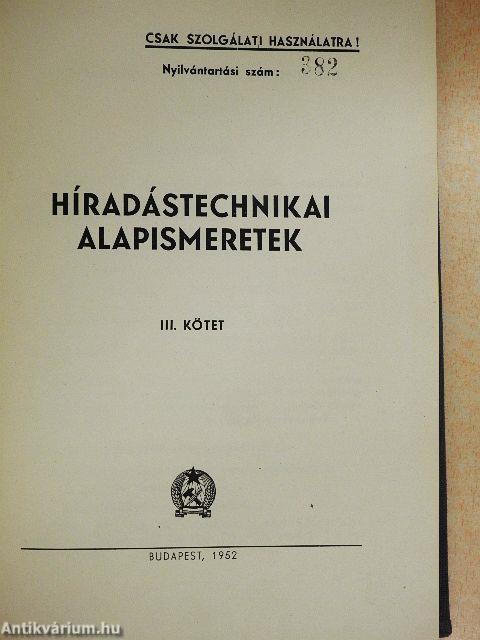 CSAK SZOLGÁLATI HASZNÁLATRA!
Nyilvántartási szám: 382
HÍRADÁSTECHNIKAI
ALAPISMERETEK
III. KÖTET
BUDAPEST, 1952
Antikvárium.hu